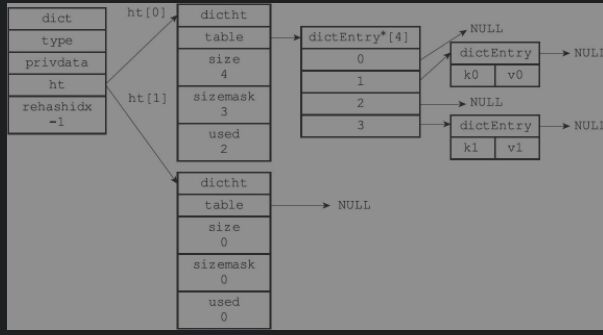 dict
type
privdata
ht
rehashidx
-1
ht[0]
ht[1]
dictht
table
size
4
sizemask
3
used
2
dictEntry*[4]
0
1
2
3
NULL
dictEntry
k0 v0
NULL
NULL
dictEntry
k1 v1
NULL
dictht
table
size
0
sizemask
0
used
0
NULL